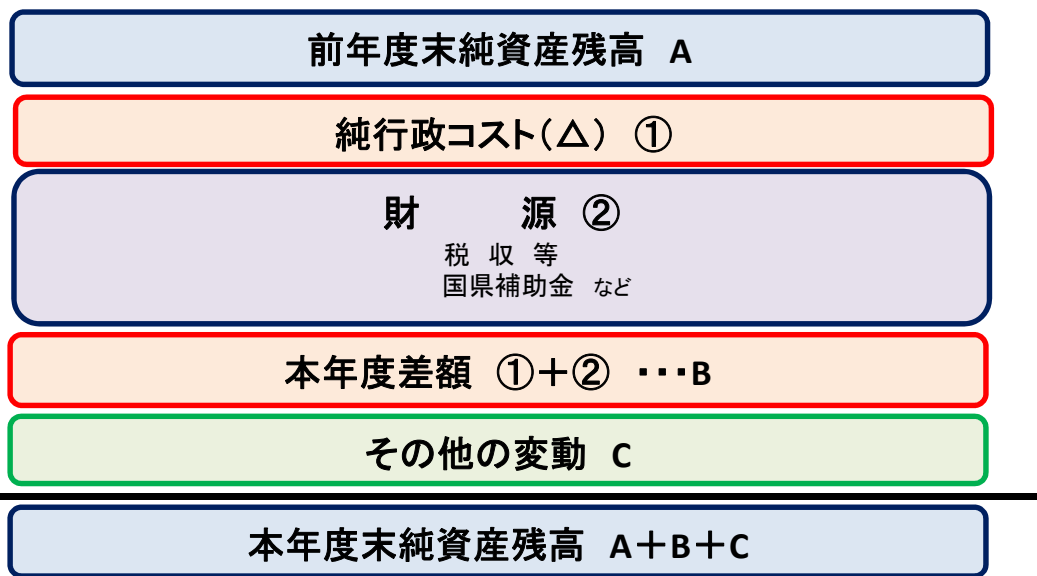 前年度末純資産残高 A
純行政コスト(△) ①
財 源 ②
税 収 等
国県補助金 など
本年度差額 ①+② ・・・B
その他の変動 C
本年度末純資産残高 A+B+C